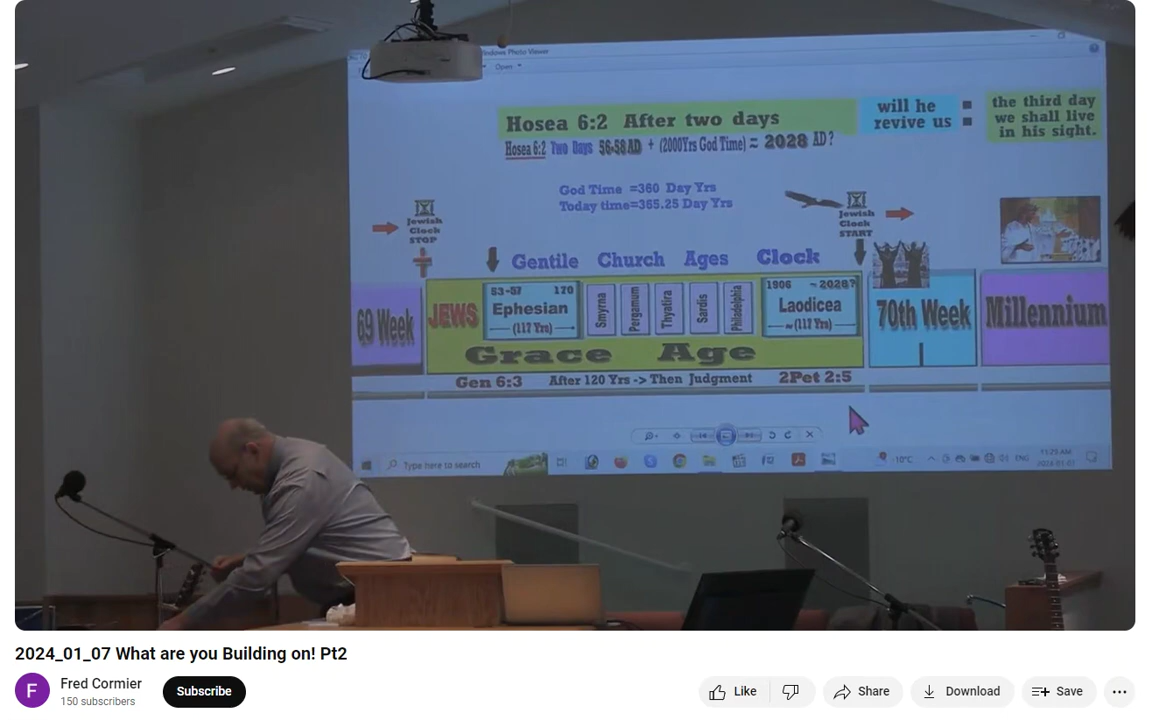 Windows Photo Viewer
Open
Hosea 6:2 After two days
will he
revive us
the third day
we shall live
in his sight.
Hosea 6:2 Two Days 56-58 AD + (2000Yrs God Time) ≈ 2028 AD?
God Time =360 Day Yrs
Today time=365.25 Day Yrs
Jewish
Clock
STOP
Jewish
Clock
START
Gentile Church Ages Clock
69 Week
JEWS
53-57 170
Ephesian
(117 Yr)
Smyrna
Pergamum
Thyatira
Sardis
Philadelphia
1906 ~2028?
Laodicea
~(117 Yr)
70th Week
Millennium
Grace Age
Gen 6:3 After 120 Yrs -> Then Judgment 2Pet 2:5
Type here to search
-10°C
ENG
11:25 AM
2024-01-07
2024_01_07 What are you Building on! Pt2
F
Fred Cormier
150 subscribers
Subscribe
Like
Share
Download
Save